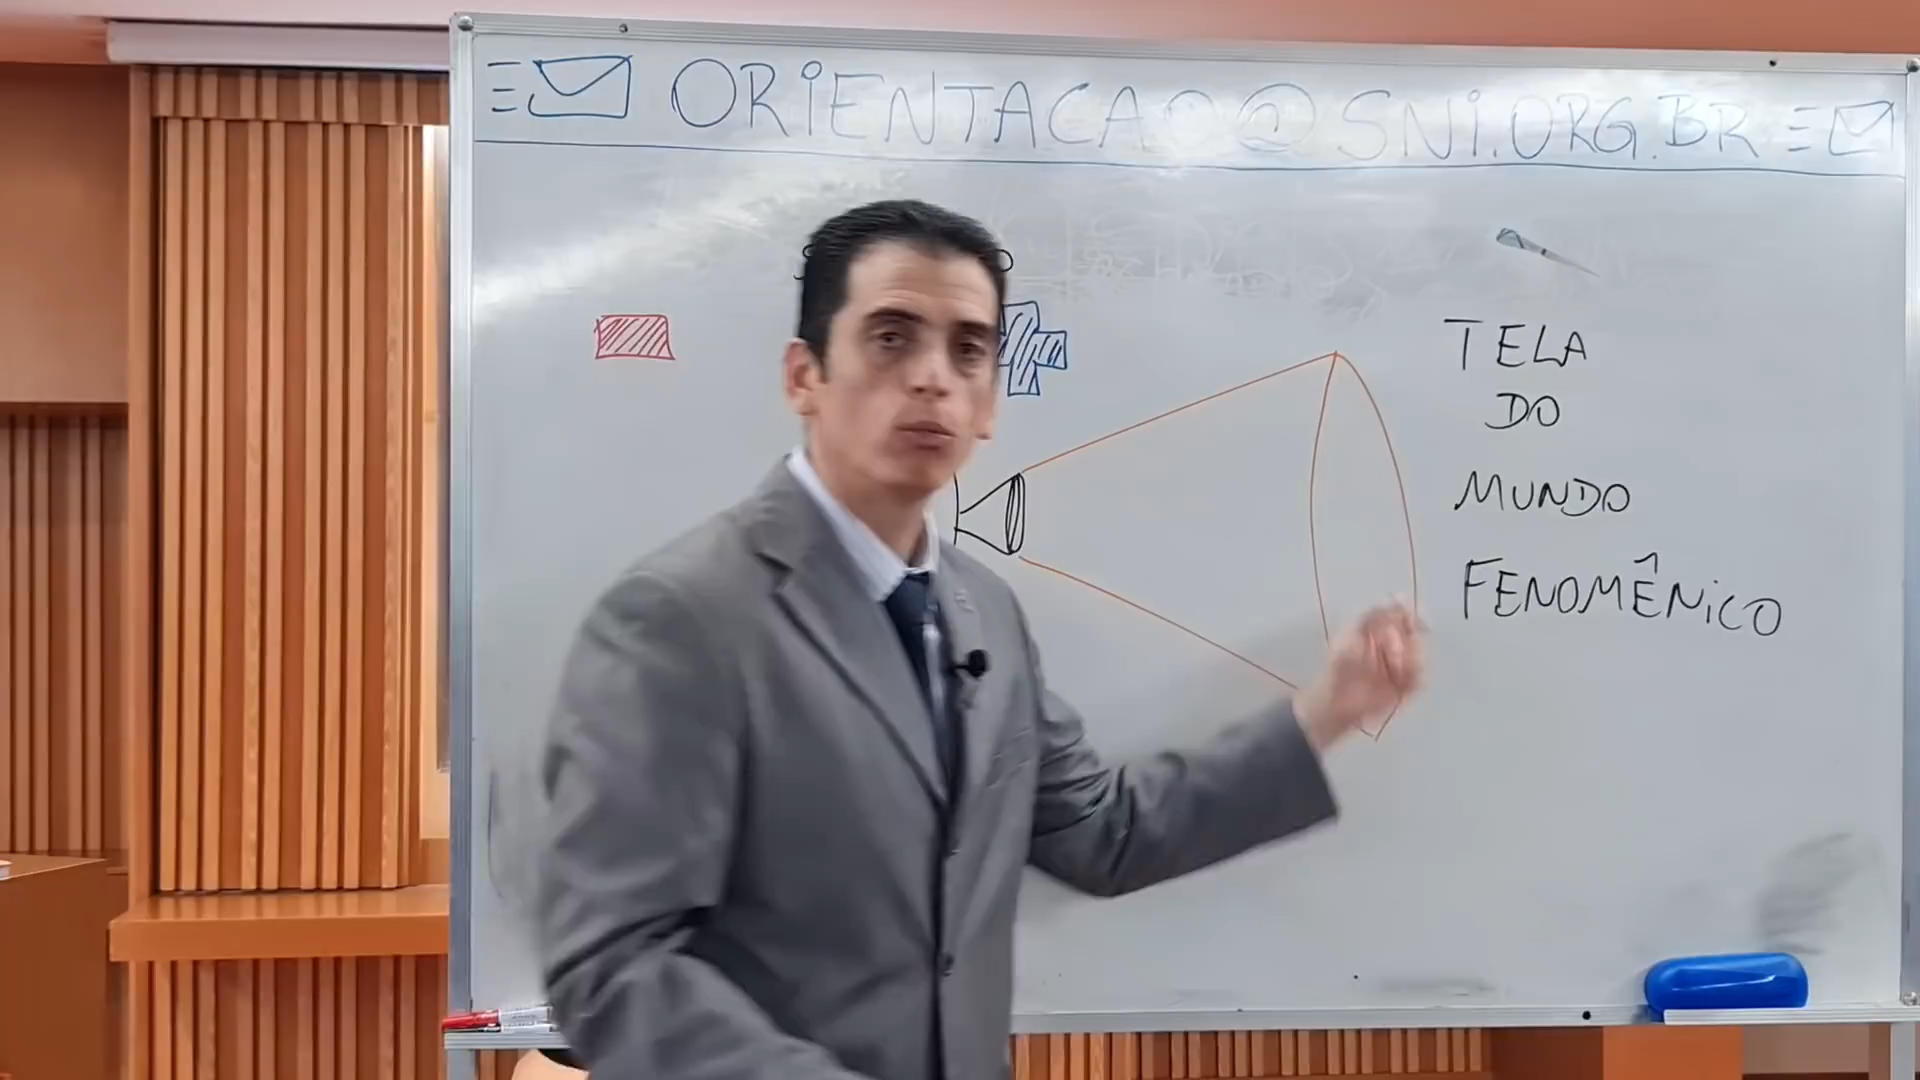 ORIENTACAO@SNI.ORG.BR
TELA
DO
MUNDO
FENOMÊNICO